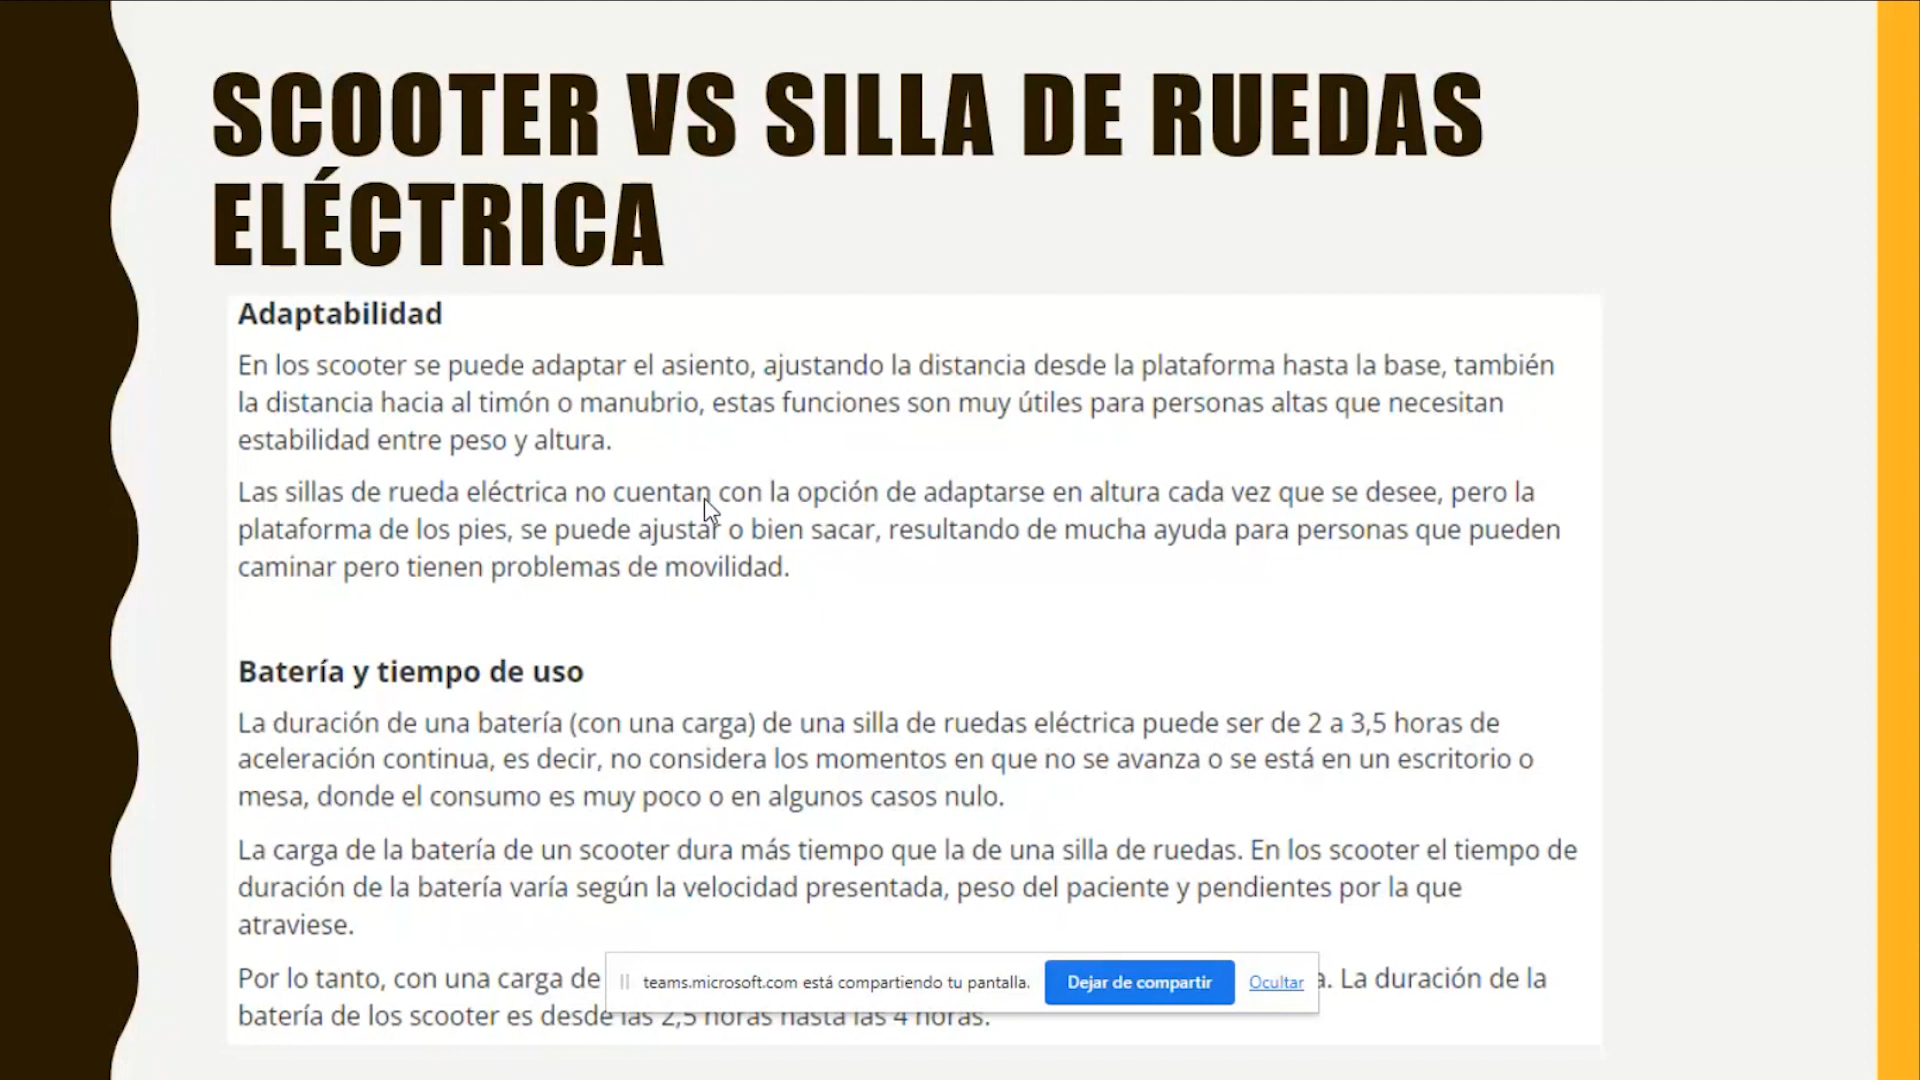 SCOOTER VS SILLA DE RUEDAS
ELÉCTRICA
Adaptabilidad
En los scooter se puede adaptar el asiento, ajustando la distancia desde la plataforma hasta la base, también
la distancia hacia al timón o manubrio, estas funciones son muy útiles para personas altas que necesitan
estabilidad entre peso y altura.
Las sillas de rueda eléctrica no cuentan con la opción de adaptarse en altura cada vez que se desee, pero la
plataforma de los pies, se puede ajustar o bien sacar, resultando de mucha ayuda para personas que pueden
caminar pero tienen problemas de movilidad.
Batería y tiempo de uso
La duración de una batería (con una carga) de una silla de ruedas eléctrica puede ser de 2 a 3,5 horas de
aceleración continua, es decir, no considera los momentos en que no se avanza o se está en un escritorio o
mesa, donde el consumo es muy poco o en algunos casos nulo.
La carga de la batería de un scooter dura más tiempo que la de una silla de ruedas. En los scooter el tiempo de
duración de la batería varía según la velocidad presentada, peso del paciente y pendientes por la que
atraviese.
Por lo tanto, con una carga de a. La duración de la
batería de los scooter es desde las 2,5 horas hasta las 4 horas.
teams.microsoft.com está compartiendo tu pantalla. Dejar de compartir Ocultar